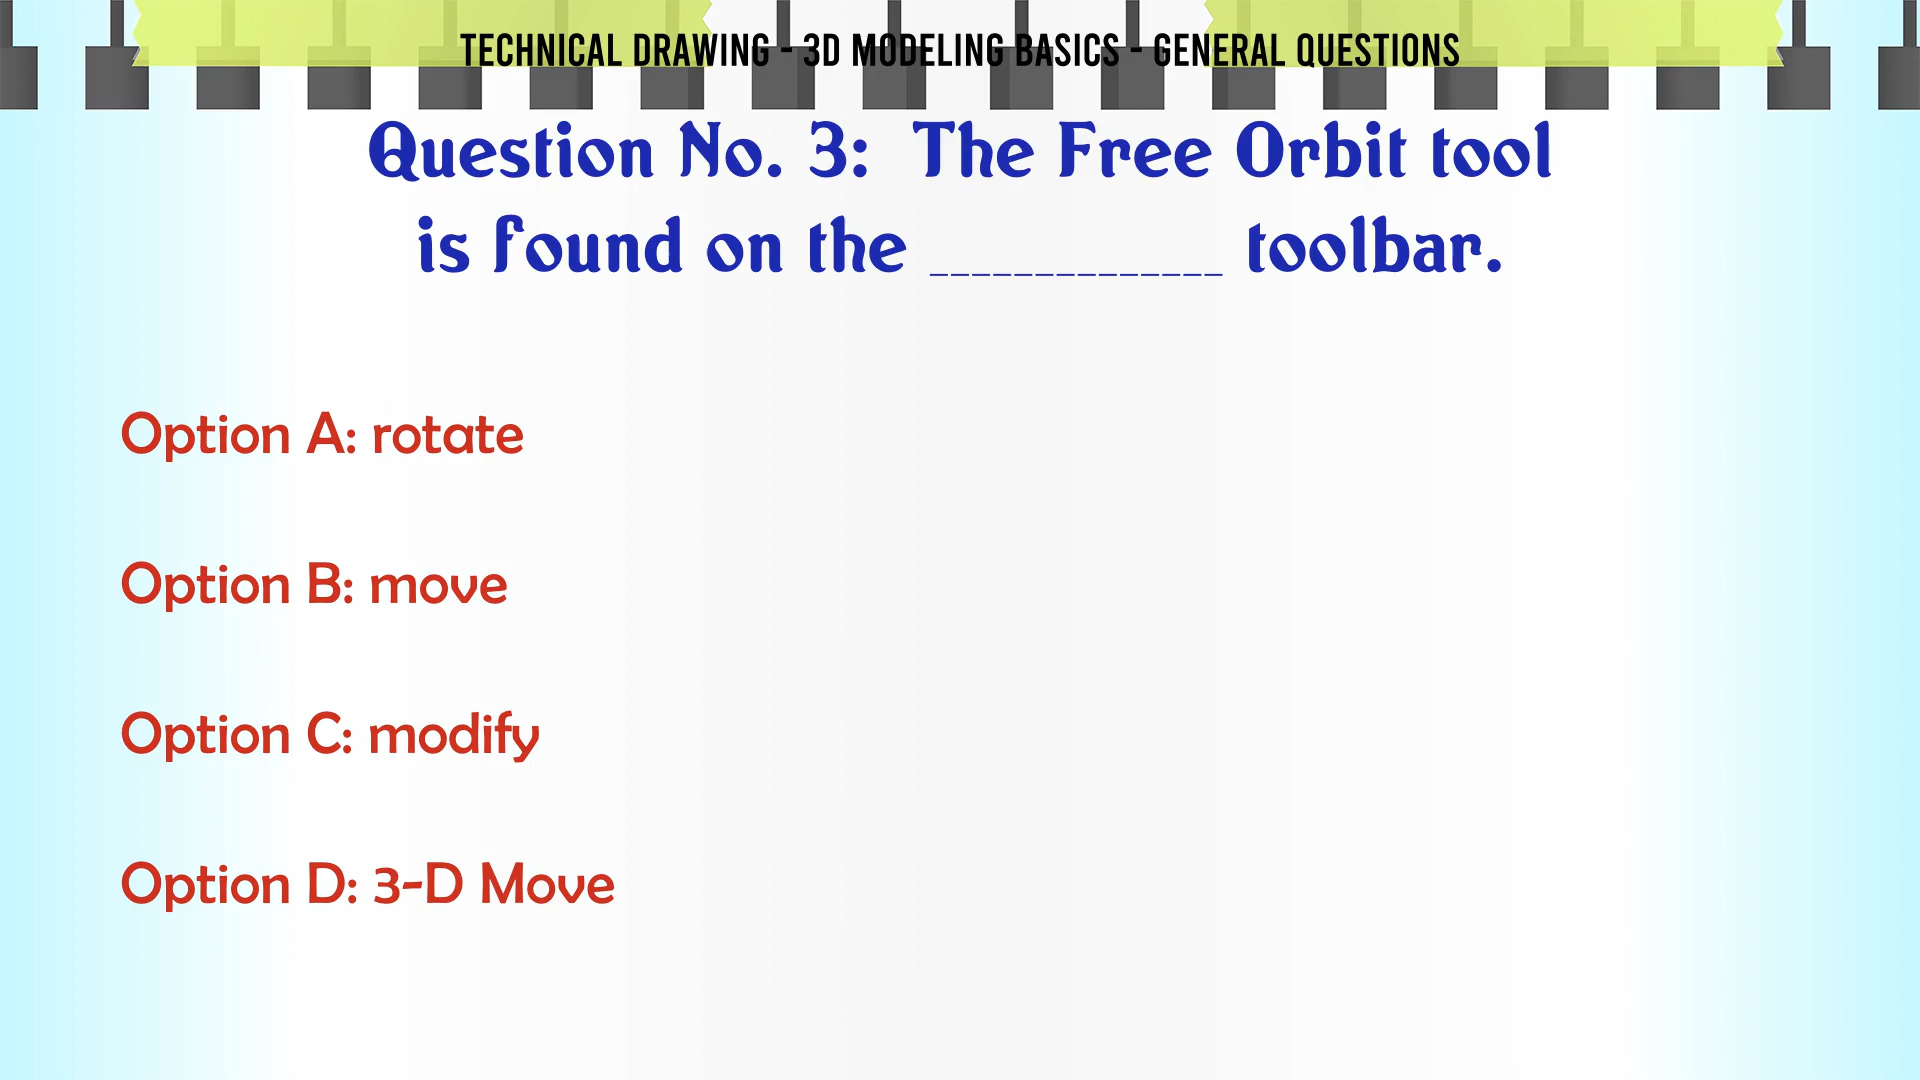 TECHNICAL DRAWING - 3D MODELING BASICS - GENERAL QUESTIONS
Question No. 3: The Free Orbit tool
is found on the ______________ toolbar.
Option A: rotate
Option B: move
Option C: modify
Option D: 3-D Move